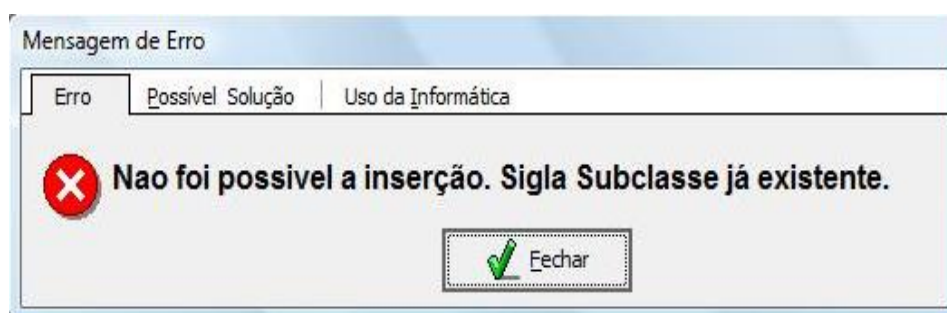 Mensagem de Erro
Erro Possível Solução Uso da Informática
Nao foi possivel a inserção. Sigla Subclasse já existente.
Fechar